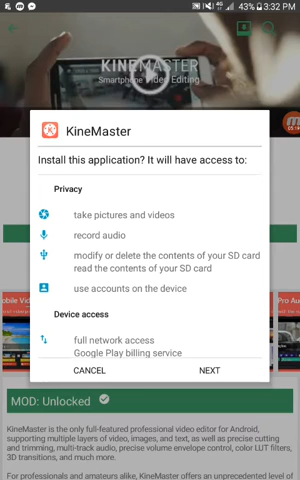 43% 3:32 PM
KINEMASTER
Smartphone Video Editing
KineMaster
Install this application? It will have access to:
Privacy
take pictures and videos
record audio
modify or delete the contents of your SD card
read the contents of your SD card
use accounts on the device
Device access
full network access
Google Play billing service
CANCEL
NEXT
MOD: Unlocked
KineMaster is the only full-featured professional video editor for Android,
supporting multiple layers of video, images, and text, as well as precise cutting
and trimming, multi-track audio, precise volume envelope control, color LUT filters,
3D transitions, and much more.
For professionals and amateurs alike, KineMaster offers an unprecedented level of